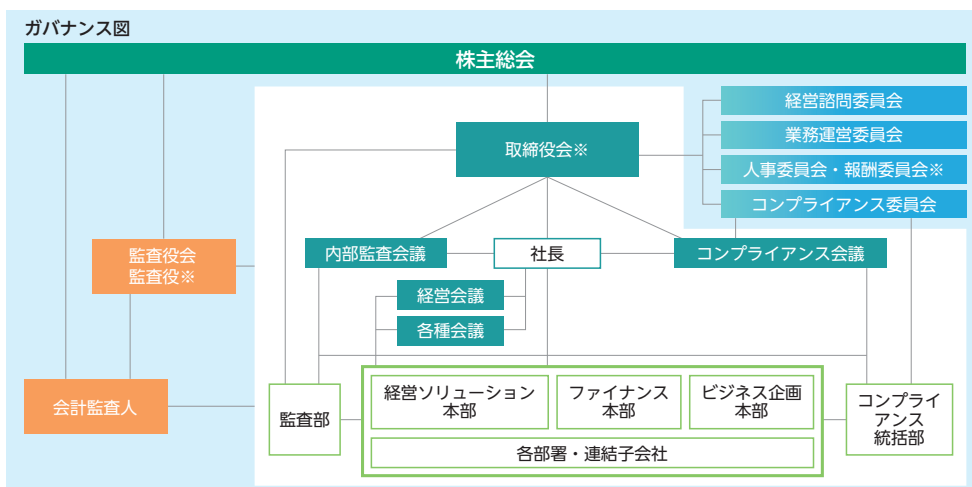 ガバナンス図
株主総会
経営諮問委員会
業務運営委員会
人事委員会・報酬委員会※
コンプライアンス委員会
取締役会※
監査役会
監査役※
内部監査会議
社長
コンプライアンス会議
経営会議
各種会議
会計監査人
監査部
経営ソリューション
本部
ファイナンス
本部
ビジネス企画
本部
各部署・連結子会社
コンプライ
アンス
統括部